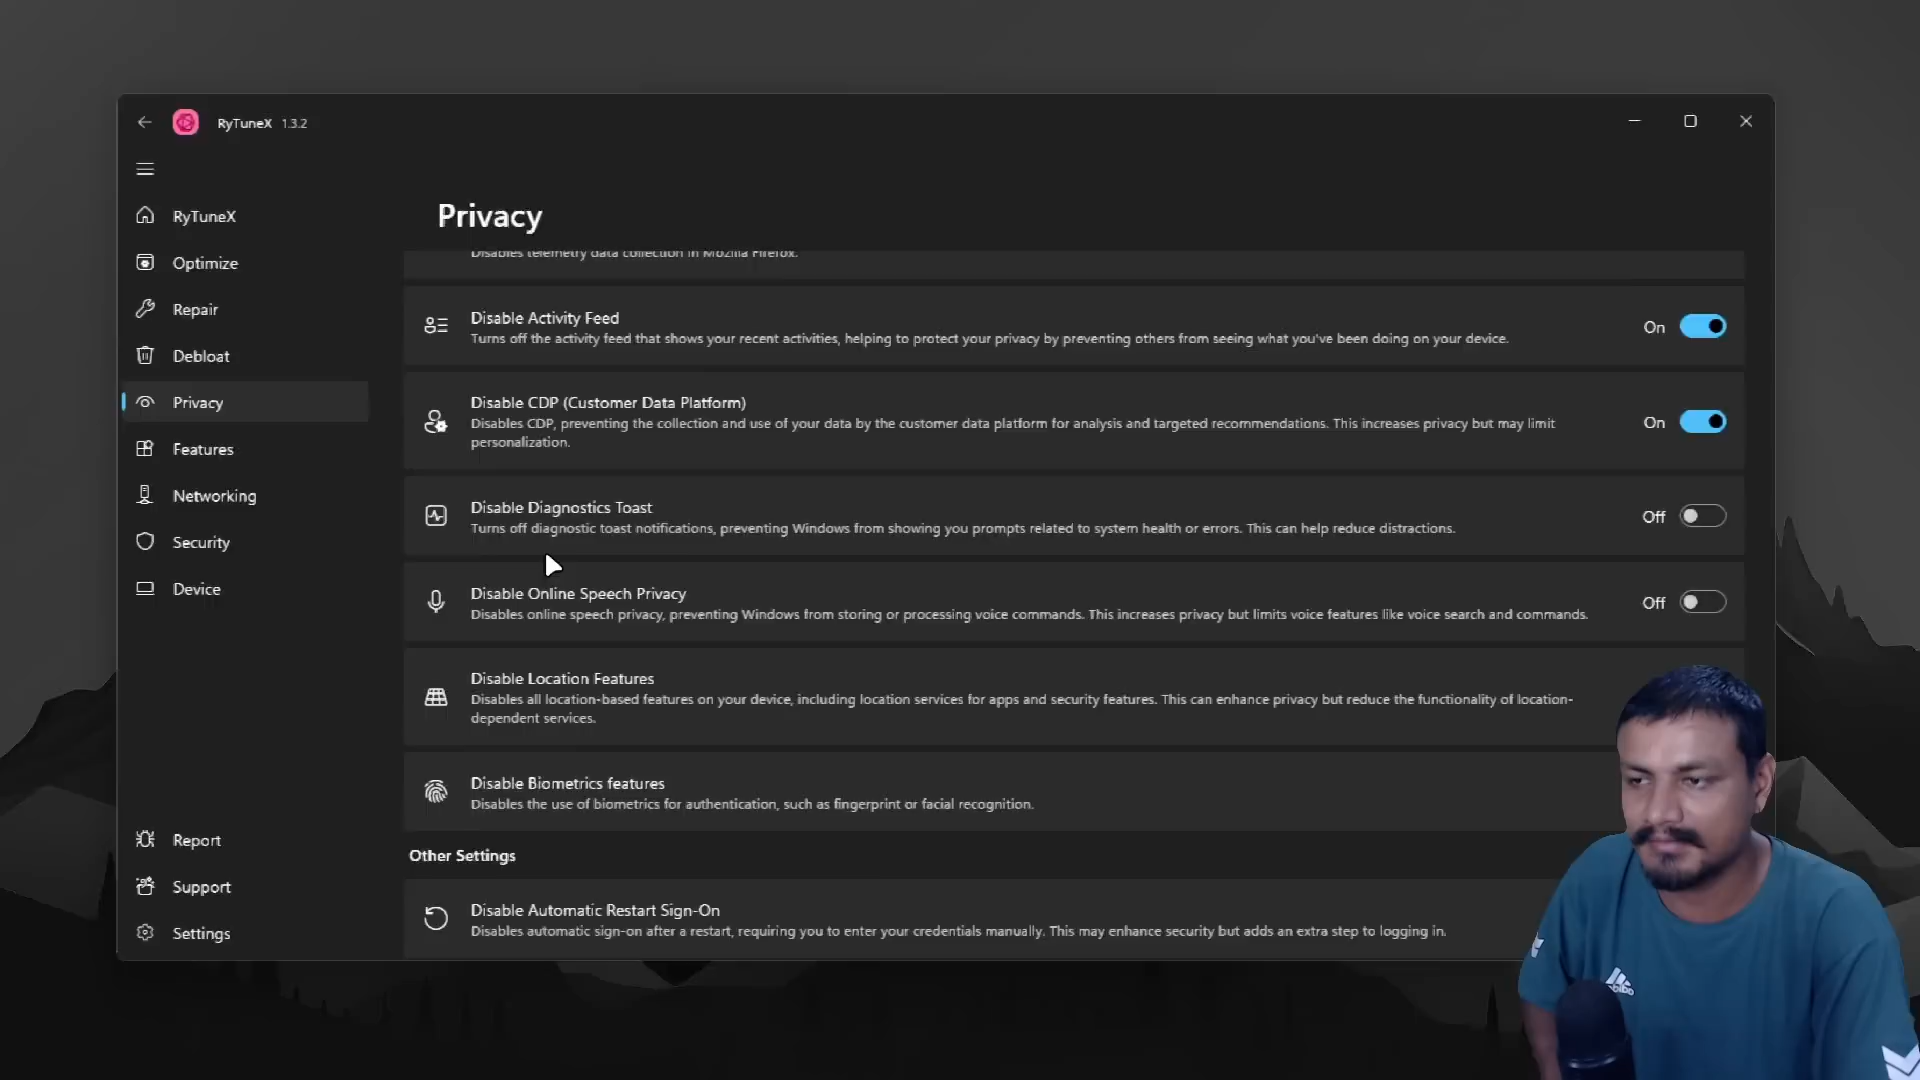 RyTuneX 1.3.2
RyTuneX
Optimize
Repair
Debloat
Privacy
Features
Networking
Security
Device
Report
Support
Settings
Privacy
Disables telemetry data collection in Mozilla Firefox.
Disable Activity Feed
Turns off the activity feed that shows your recent activities, helping to protect your privacy by preventing others from seeing what you've been doing on your device.
On
Disable CDP (Customer Data Platform)
Disables CDP, preventing the collection and use of your data by the customer data platform for analysis and targeted recommendations. This increases privacy but may limit
personalization.
On
Disable Diagnostics Toast
Turns off diagnostic toast notifications, preventing Windows from showing you prompts related to system health or errors. This can help reduce distractions.
Off
Disable Online Speech Privacy
Disables online speech privacy, preventing Windows from storing or processing voice commands. This increases privacy but limits voice features like voice search and commands.
Off
Disable Location Features
Disables all location-based features on your device, including location services for apps and security features. This can enhance privacy but reduce the functionality of location-
dependent services.
Disable Biometrics features
Disables the use of biometrics for authentication, such as fingerprint or facial recognition.
Other Settings
Disable Automatic Restart Sign-On
Disables automatic sign-on after a restart, requiring you to enter your credentials manually. This may enhance security but adds an extra step to logging in.